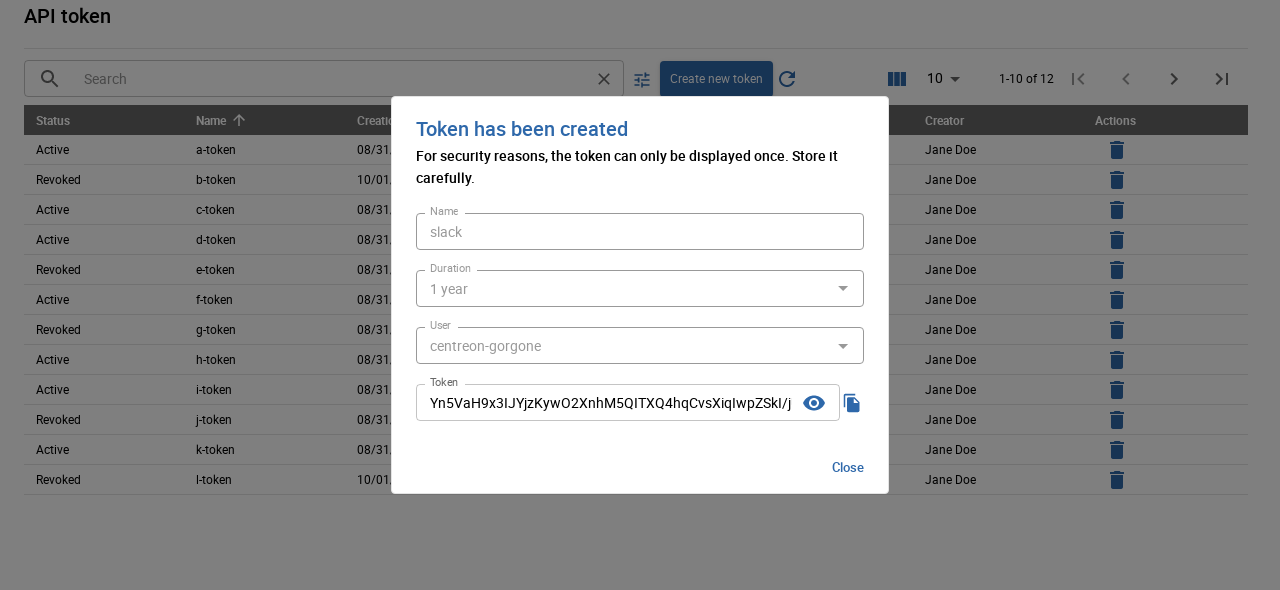 API token
Search
Create new token
10
1-10 of 12
Status Name Creator Actions
Active a-token 08/31 Jane Doe
Revoked b-token 10/01 Jane Doe
Active c-token 08/31 Jane Doe
Active d-token 08/31 Jane Doe
Revoked e-token 08/31 Jane Doe
Active f-token 08/31 Jane Doe
Revoked g-token 08/31 Jane Doe
Active h-token 08/31 Jane Doe
Active i-token 08/31 Jane Doe
Revoked j-token 08/31 Jane Doe
Active k-token 08/31 Jane Doe
Revoked l-token 10/01 Jane Doe
Token has been created
For security reasons, the token can only be displayed once. Store it
carefully.
Name
slack
Duration
1 year
User
centreon-gorgone
Token
Yn5VaH9x3IJYjzKywO2XnhM5QITXQ4hqCvsXiqIwpZSkI/j
Close